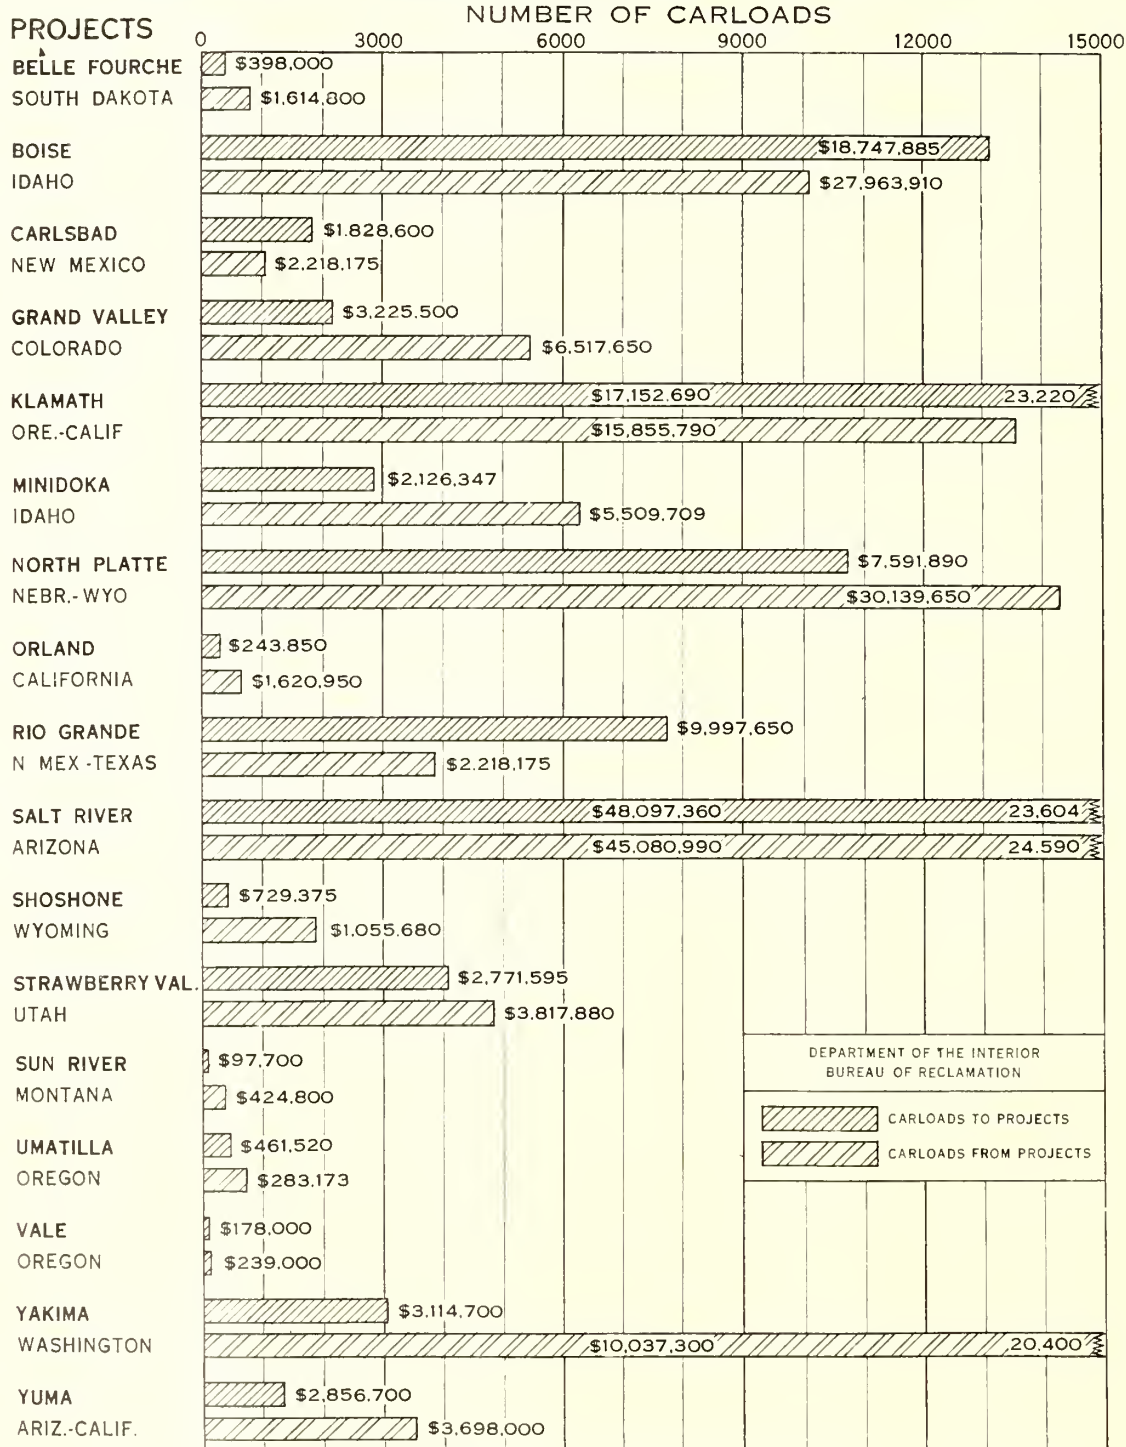 NUMBER OF CARLOADS
PROJECTS
0 3000 6000 9000 12000 15000
BELLE FOURCHE $398,000
SOUTH DAKOTA $1,614,800
BOISE $18,747,885
IDAHO $27,963,910
CARLSBAD $1.828,600
NEW MEXICO $2,218,175
GRAND VALLEY $3,225,500
COLORADO $6,517,650
KLAMATH $17,152,690 23,220
ORE.-CALIF $15,855,790
MINIDOKA $2,126,347
IDAHO $5,509,709
NORTH PLATTE $7,591,890
NEBR.-WYO $30,139,650
ORLAND $243.850
CALIFORNIA $1,620,950
RIO GRANDE $9,997,650
N MEX-TEXAS $2,218,175
SALT RIVER $48,097,360 23,604
ARIZONA $45,080,990 24.590
SHOSHONE $729,375
WYOMING $1,055,680
STRAWBERRY VAL. $2,771,595
UTAH $3,817,880
SUN RIVER $97,700
MONTANA $424,800
UMATILLA $461,520
OREGON $283,173
VALE $178,000
OREGON $239,000
YAKIMA $3,114,700
WASHINGTON $10,037,300 20,400
YUMA $2,856,700
ARIZ.-CALIF. $3,698,000
DEPARTMENT OF THE INTERIOR
BUREAU OF RECLAMATION
CARLOADS TO PROJECTS
CARLOADS FROM PROJECTS